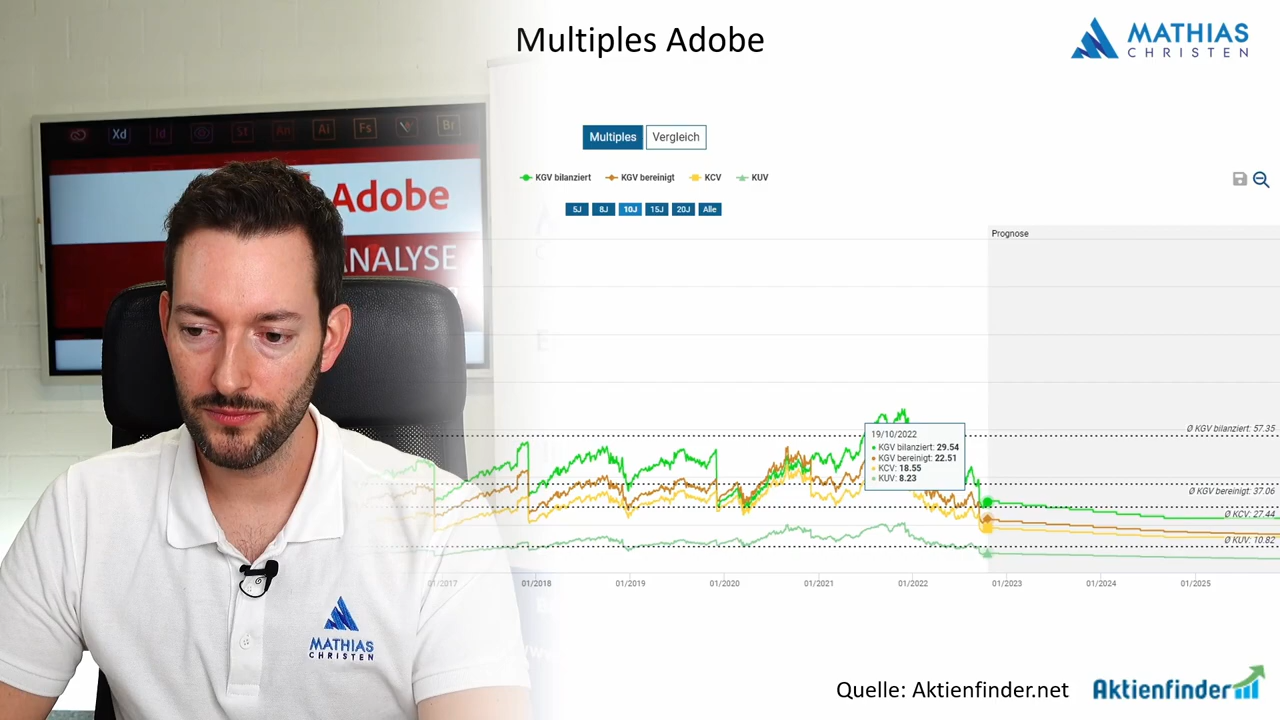 Multiples Adobe
MATHIAS
CHRISTEN
Xd Id St An Ai Fs Br
Adobe
ANALYSE
Multiples Vergleich
KGV bilanziert KGV bereinigt KCV KUV
5J 8J 10J 15J 20J Alle
Prognose
19/10/2022
KGV bilanziert: 29.54
KGV bereinigt: 22.51
KCV: 18.55
KUV: 8.23
Ø KGV bilanziert: 57.35
Ø KGV bereinigt: 37.06
Ø KCV: 27.44
Ø KUV: 10.82
01/2017 01/2018 01/2019 01/2020 01/2021 01/2022 01/2023 01/2024 01/2025
MATHIAS
CHRISTEN
Quelle: Aktienfinder.net
Aktienfinder